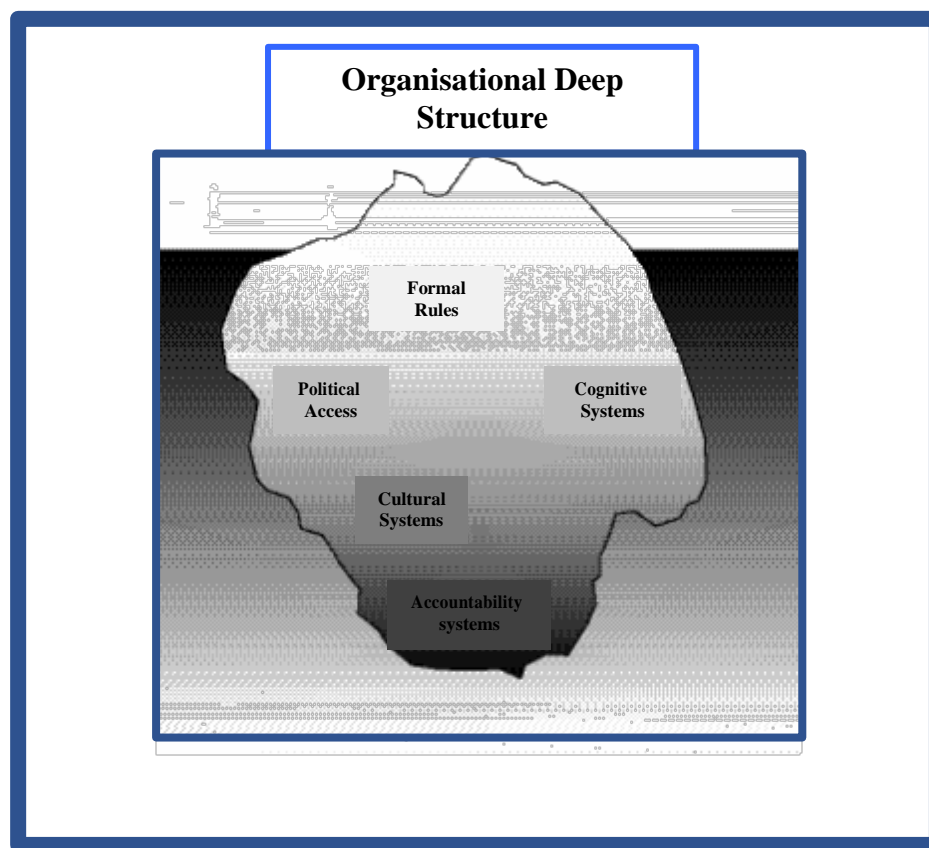 Organisational Deep
Structure
Formal
Rules
Political
Access
Cognitive
Systems
Cultural
Systems
Accountability
systems